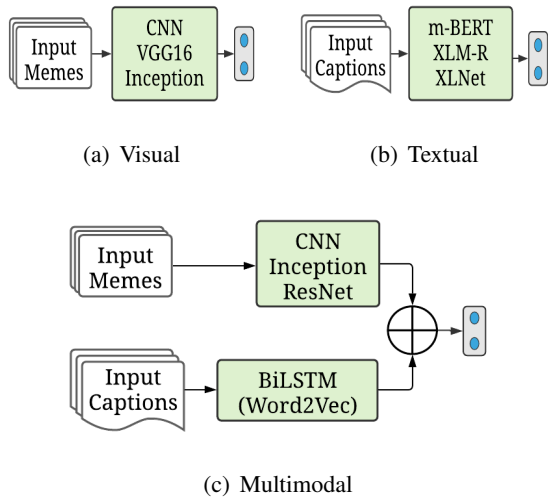 Input
Memes
CNN
VGG16
Inception
(a) Visual
Input
Captions
m-BERT
XLM-R
XLNet
(b) Textual
Input
Memes
CNN
Inception
ResNet
Input
Captions
BiLSTM
(Word2Vec)
(c) Multimodal